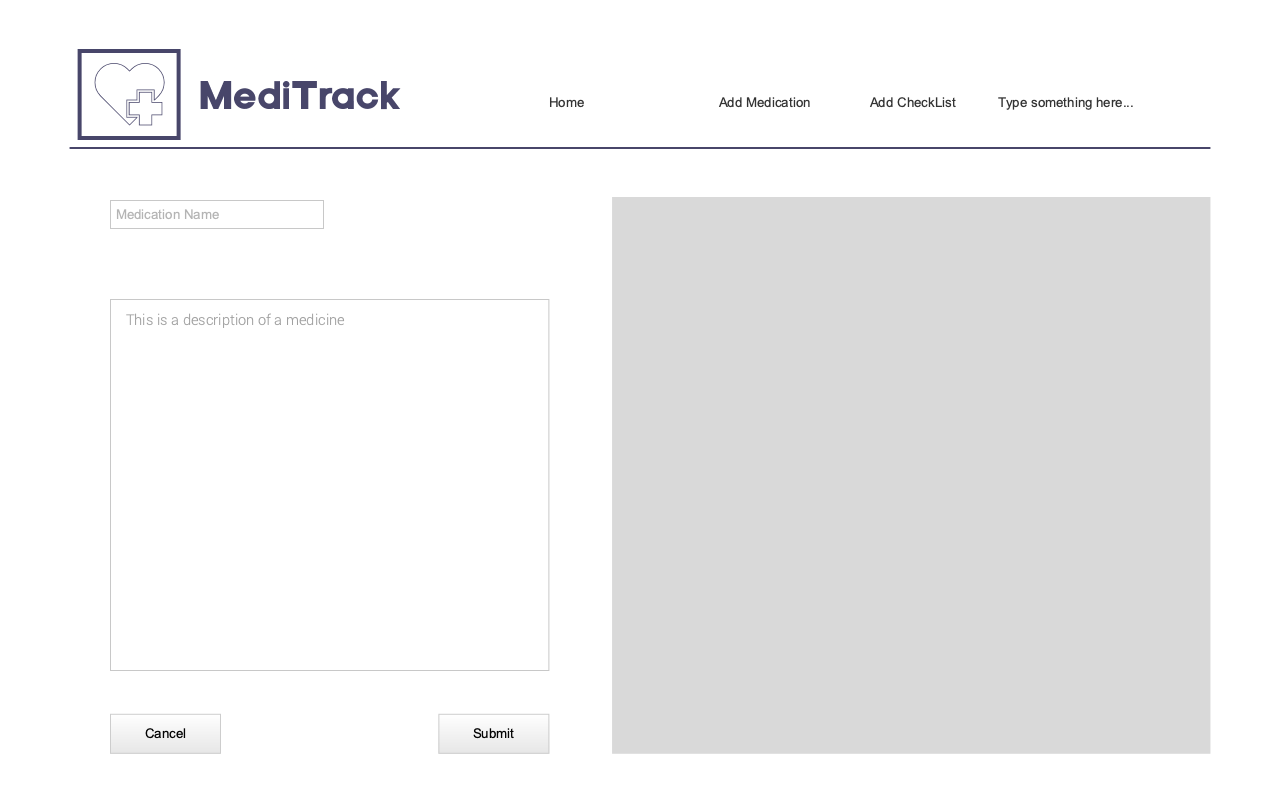 MediTrack
Home
Add Medication
Add CheckList
Type something here...
Medication Name
This is a description of a medicine
Cancel
Submit